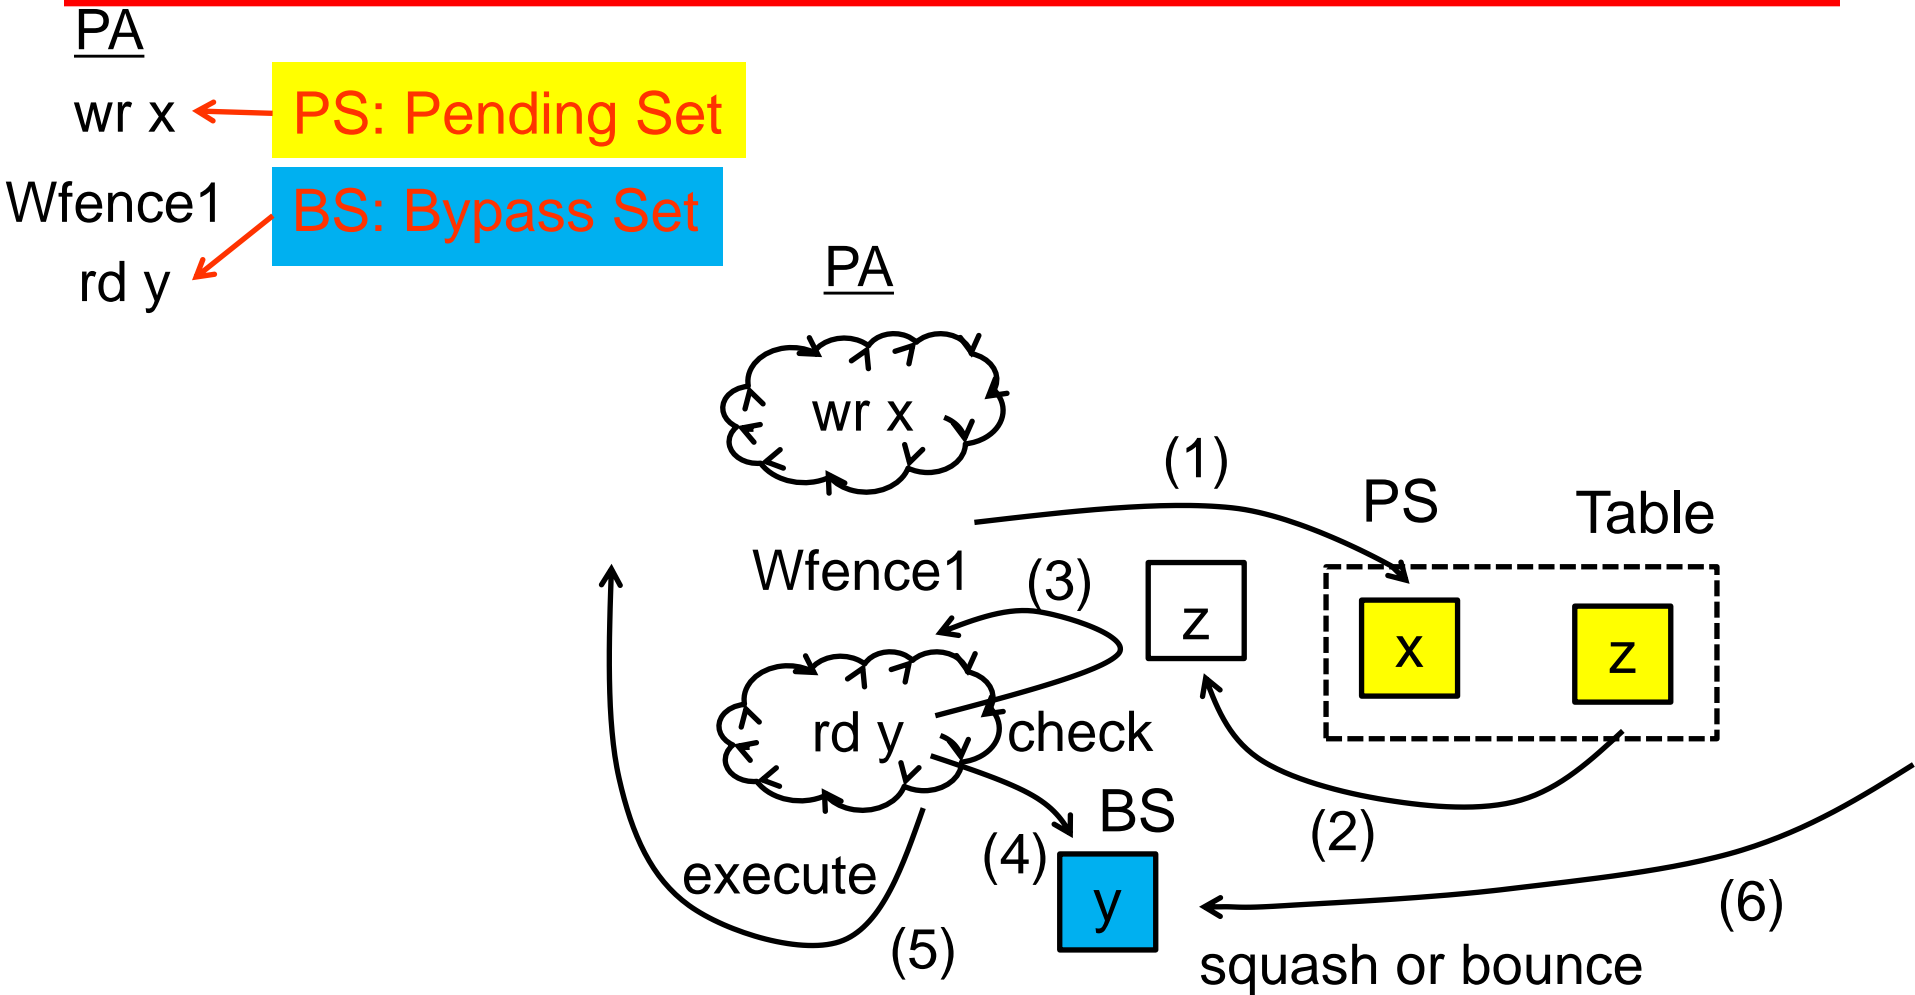 PA
wr x
PS: Pending Set
Wfence1
BS: Bypass Set
rd y
PA
wr x
(1)
PS
Table
Wfence1
(3)
z
x
z
rd y
check
BS
(2)
(4)
execute
y
(6)
(5)
squash or bounce